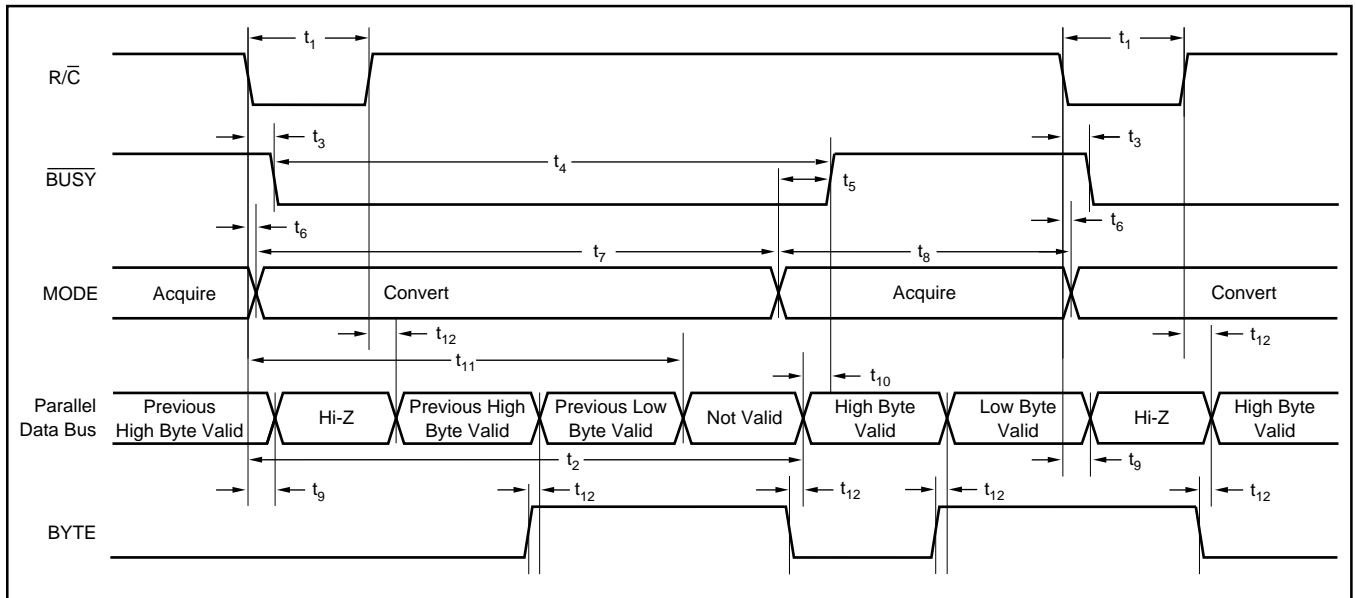 t1 t1
R/C̅
t3 t3
B̅U̅S̅Y̅ t4 t5
t6 t6
t7 t8
MODE Acquire Convert Acquire Convert
t12 t12
t11
t10
Parallel
Data Bus
Previous
High Byte Valid
Hi-Z
Previous High
Byte Valid
Previous Low
Byte Valid
Not Valid
High Byte
Valid
Low Byte
Valid
Hi-Z
High Byte
Valid
t2
t9 t9
t12 t12 t12 t12
BYTE